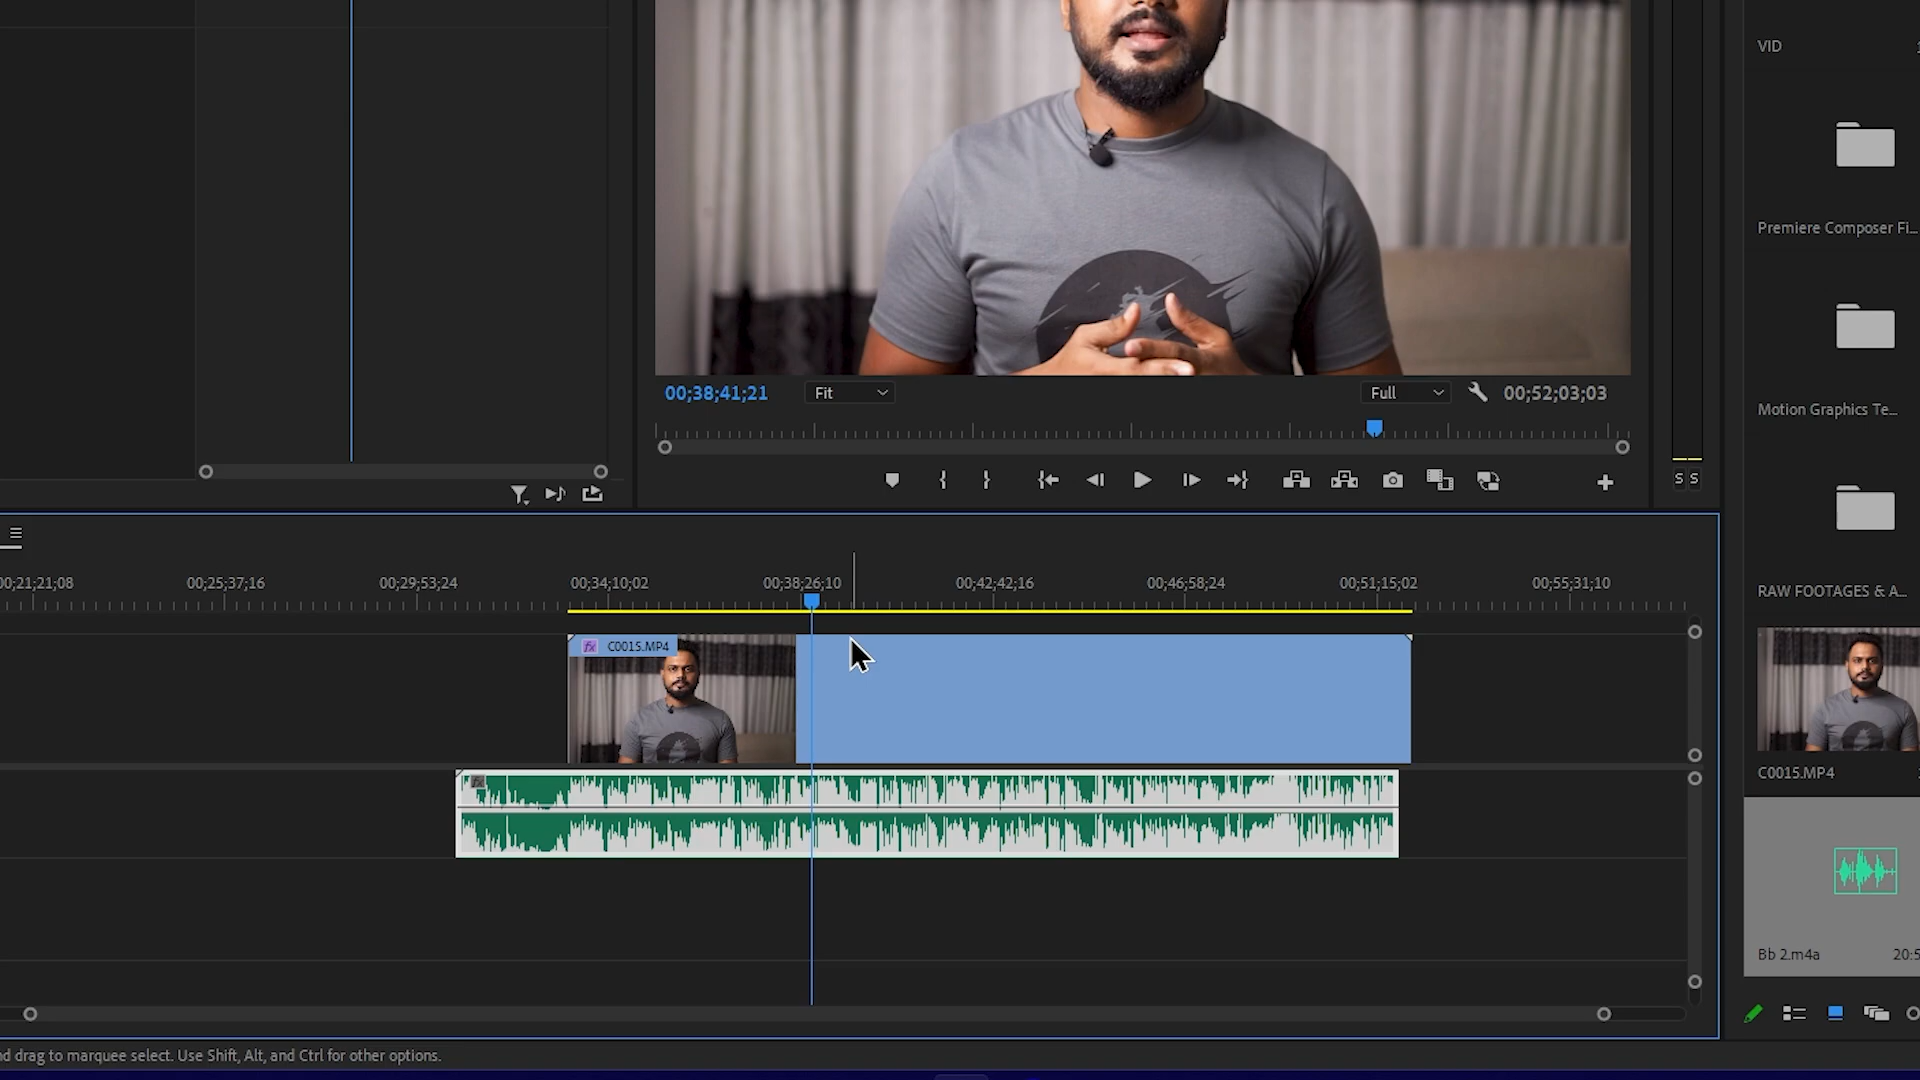 VID
Premiere Composer Fi...
00;38;41;21
Fit
Full
00;52;03;03
Motion Graphics Te...
S S
00;21;21;08
00;25;37;16
00;29;53;24
00;34;10;02
00;38;26;10
00;42;42;16
00;46;58;24
00;51;15;02
00;55;31;10
RAW FOOTAGES & A...
fx C0015.MP4
C0015.MP4
fx
Bb 2.m4a
20:5
nd drag to marquee select. Use Shift, Alt, and Ctrl for other options.